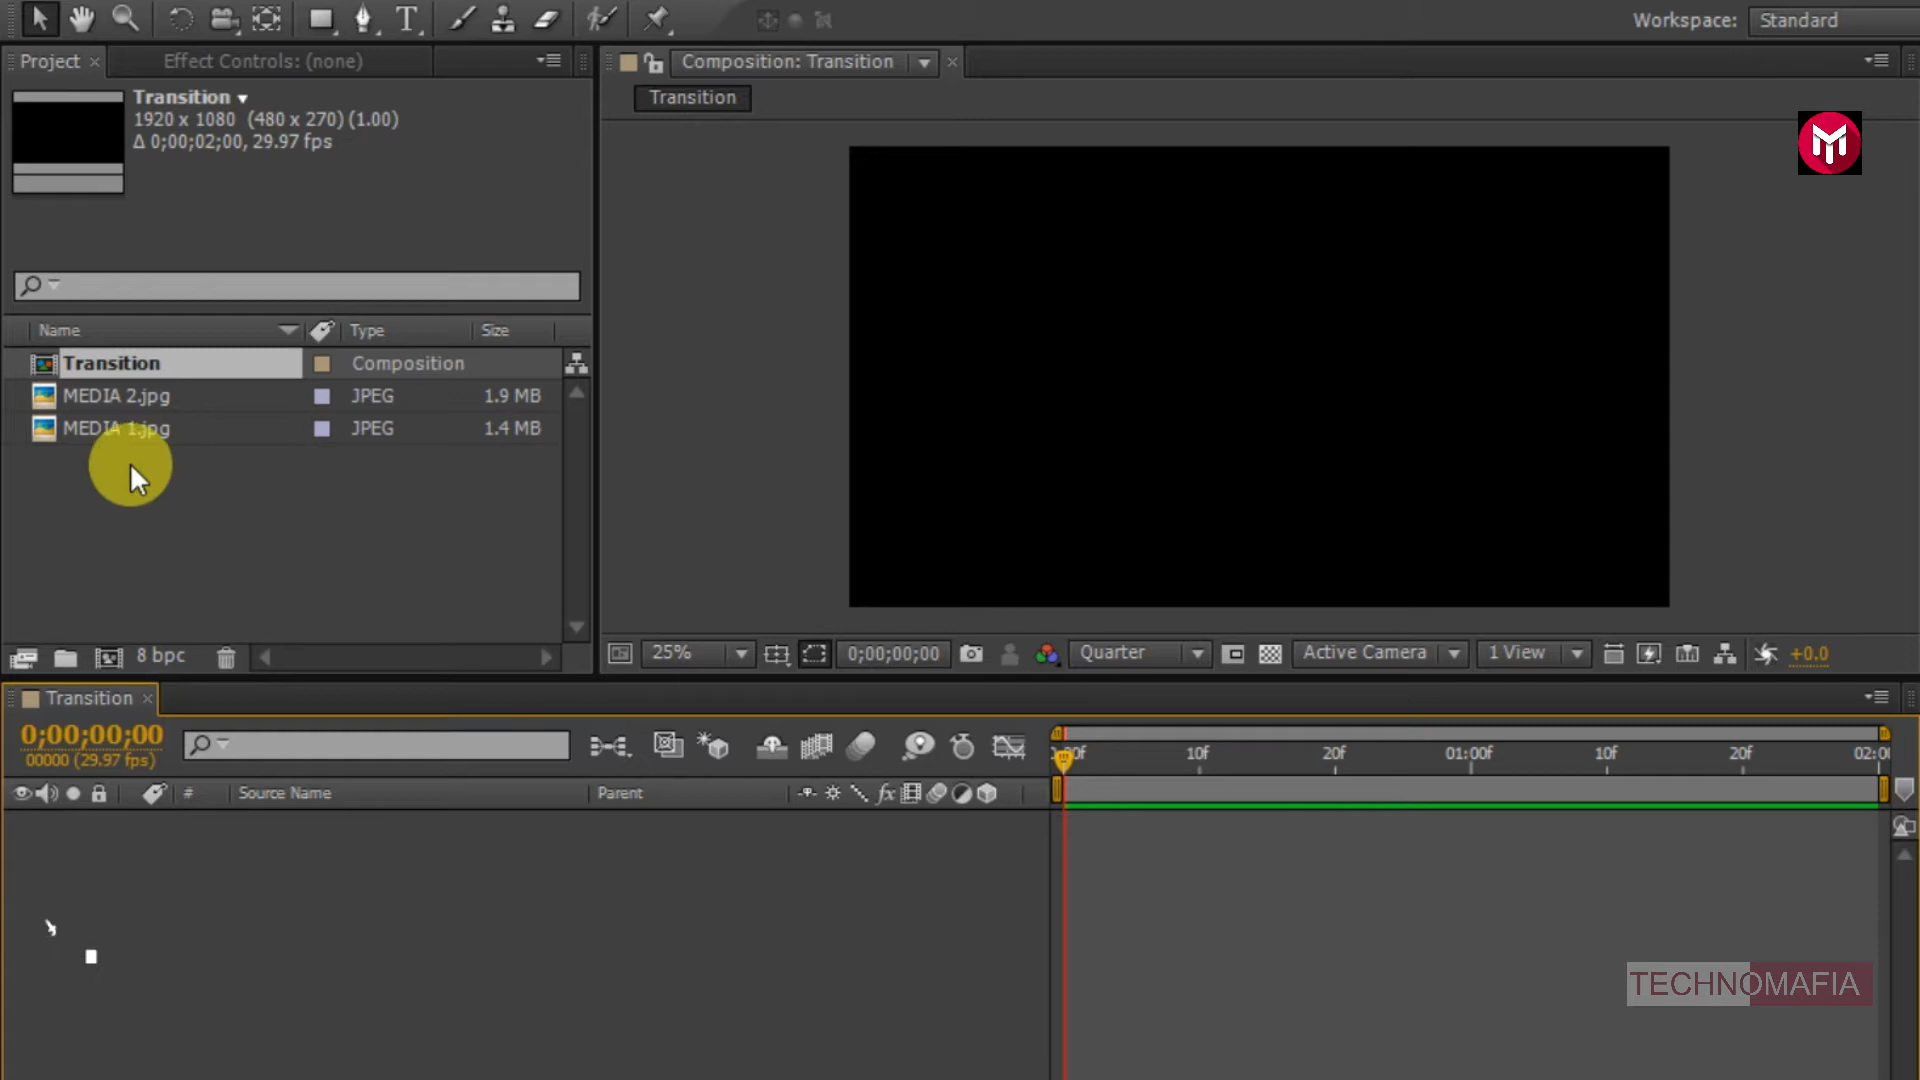 Workspace: Standard
Project × Effect Controls: (none)
Composition: Transition
Transition
Transition
1920 x 1080 (480 x 270) (1.00)
Δ 0;00;02;00, 29.97 fps
Name Type Size
Transition Composition
MEDIA 2.jpg JPEG 1.9 MB
MEDIA 1.jpg JPEG 1.4 MB
8 bpc
25% 0;00;00;00 Quarter Active Camera 1 View +0.0
Transition ×
0;00;00;00
00000 (29.97 fps)
10f 20f 01:00f 10f 20f
# Source Name Parent fx
TECHNOMAFIA